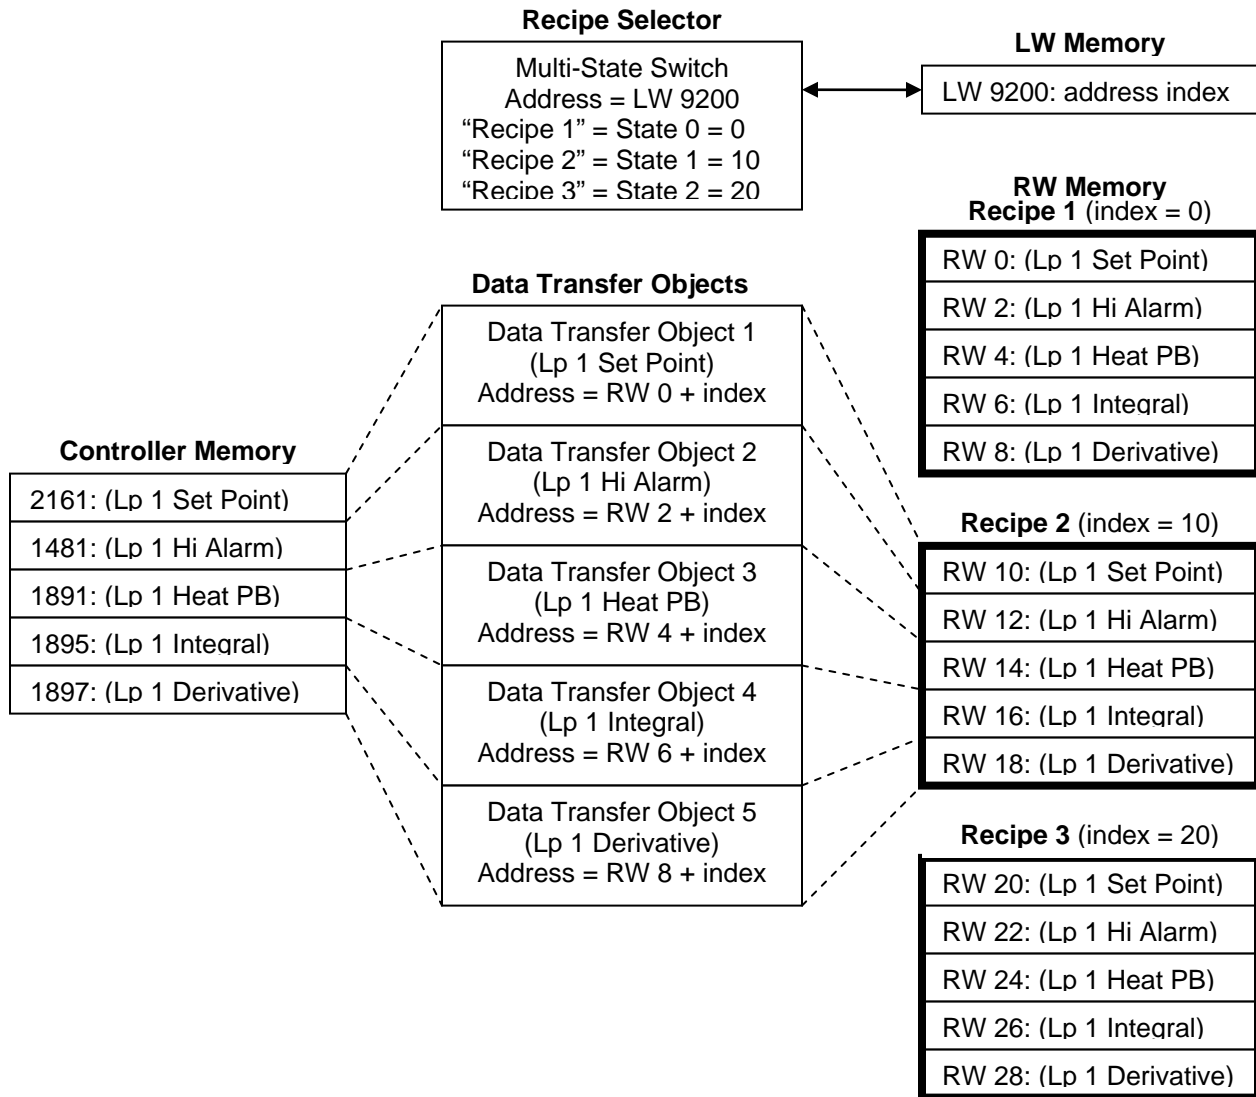 Recipe Selector
Multi-State Switch
Address = LW 9200
“Recipe 1” = State 0 = 0
“Recipe 2” = State 1 = 10
“Recipe 3” = State 2 = 20
LW Memory
LW 9200: address index
RW Memory
Recipe 1 (index = 0)
RW 0: (Lp 1 Set Point)
RW 2: (Lp 1 Hi Alarm)
RW 4: (Lp 1 Heat PB)
RW 6: (Lp 1 Integral)
RW 8: (Lp 1 Derivative)
Data Transfer Objects
Data Transfer Object 1
(Lp 1 Set Point)
Address = RW 0 + index
Data Transfer Object 2
(Lp 1 Hi Alarm)
Address = RW 2 + index
Data Transfer Object 3
(Lp 1 Heat PB)
Address = RW 4 + index
Data Transfer Object 4
(Lp 1 Integral)
Address = RW 6 + index
Data Transfer Object 5
(Lp 1 Derivative)
Address = RW 8 + index
Controller Memory
2161: (Lp 1 Set Point)
1481: (Lp 1 Hi Alarm)
1891: (Lp 1 Heat PB)
1895: (Lp 1 Integral)
1897: (Lp 1 Derivative)
Recipe 2 (index = 10)
RW 10: (Lp 1 Set Point)
RW 12: (Lp 1 Hi Alarm)
RW 14: (Lp 1 Heat PB)
RW 16: (Lp 1 Integral)
RW 18: (Lp 1 Derivative)
Recipe 3 (index = 20)
RW 20: (Lp 1 Set Point)
RW 22: (Lp 1 Hi Alarm)
RW 24: (Lp 1 Heat PB)
RW 26: (Lp 1 Integral)
RW 28: (Lp 1 Derivative)